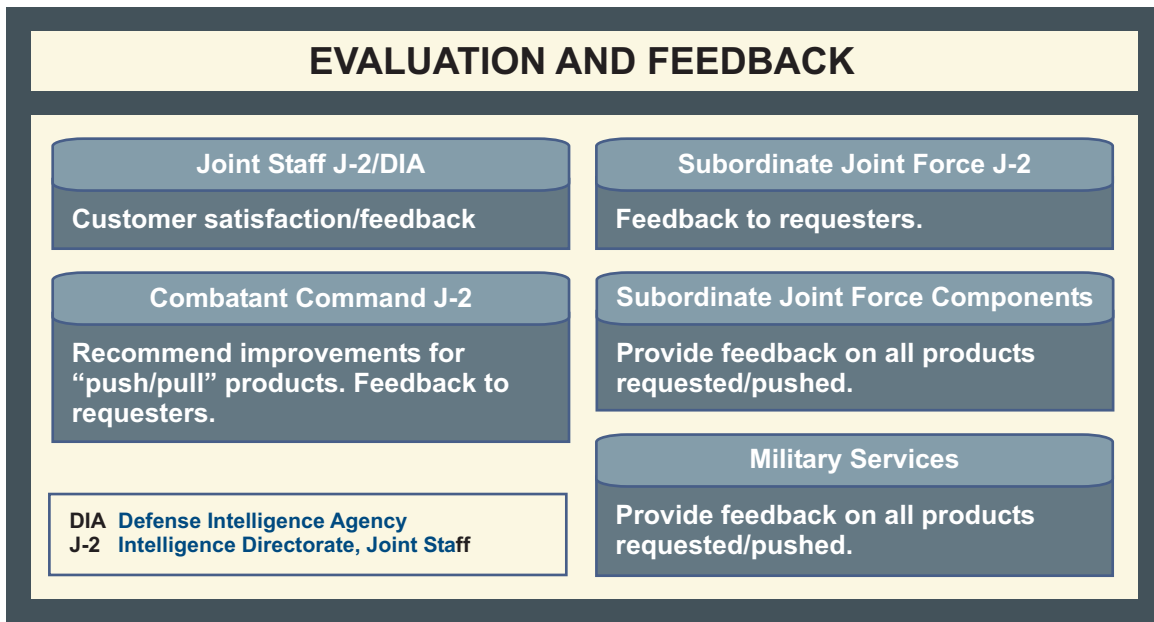 EVALUATION AND FEEDBACK
Joint Staff J-2/DIA
Customer satisfaction/feedback
Combatant Command J-2
Recommend improvements for
“push/pull” products. Feedback to
requesters.
DIA Defense Intelligence Agency
J-2 Intelligence Directorate, Joint Staff
Subordinate Joint Force J-2
Feedback to requesters.
Subordinate Joint Force Components
Provide feedback on all products
requested/pushed.
Military Services
Provide feedback on all products
requested/pushed.